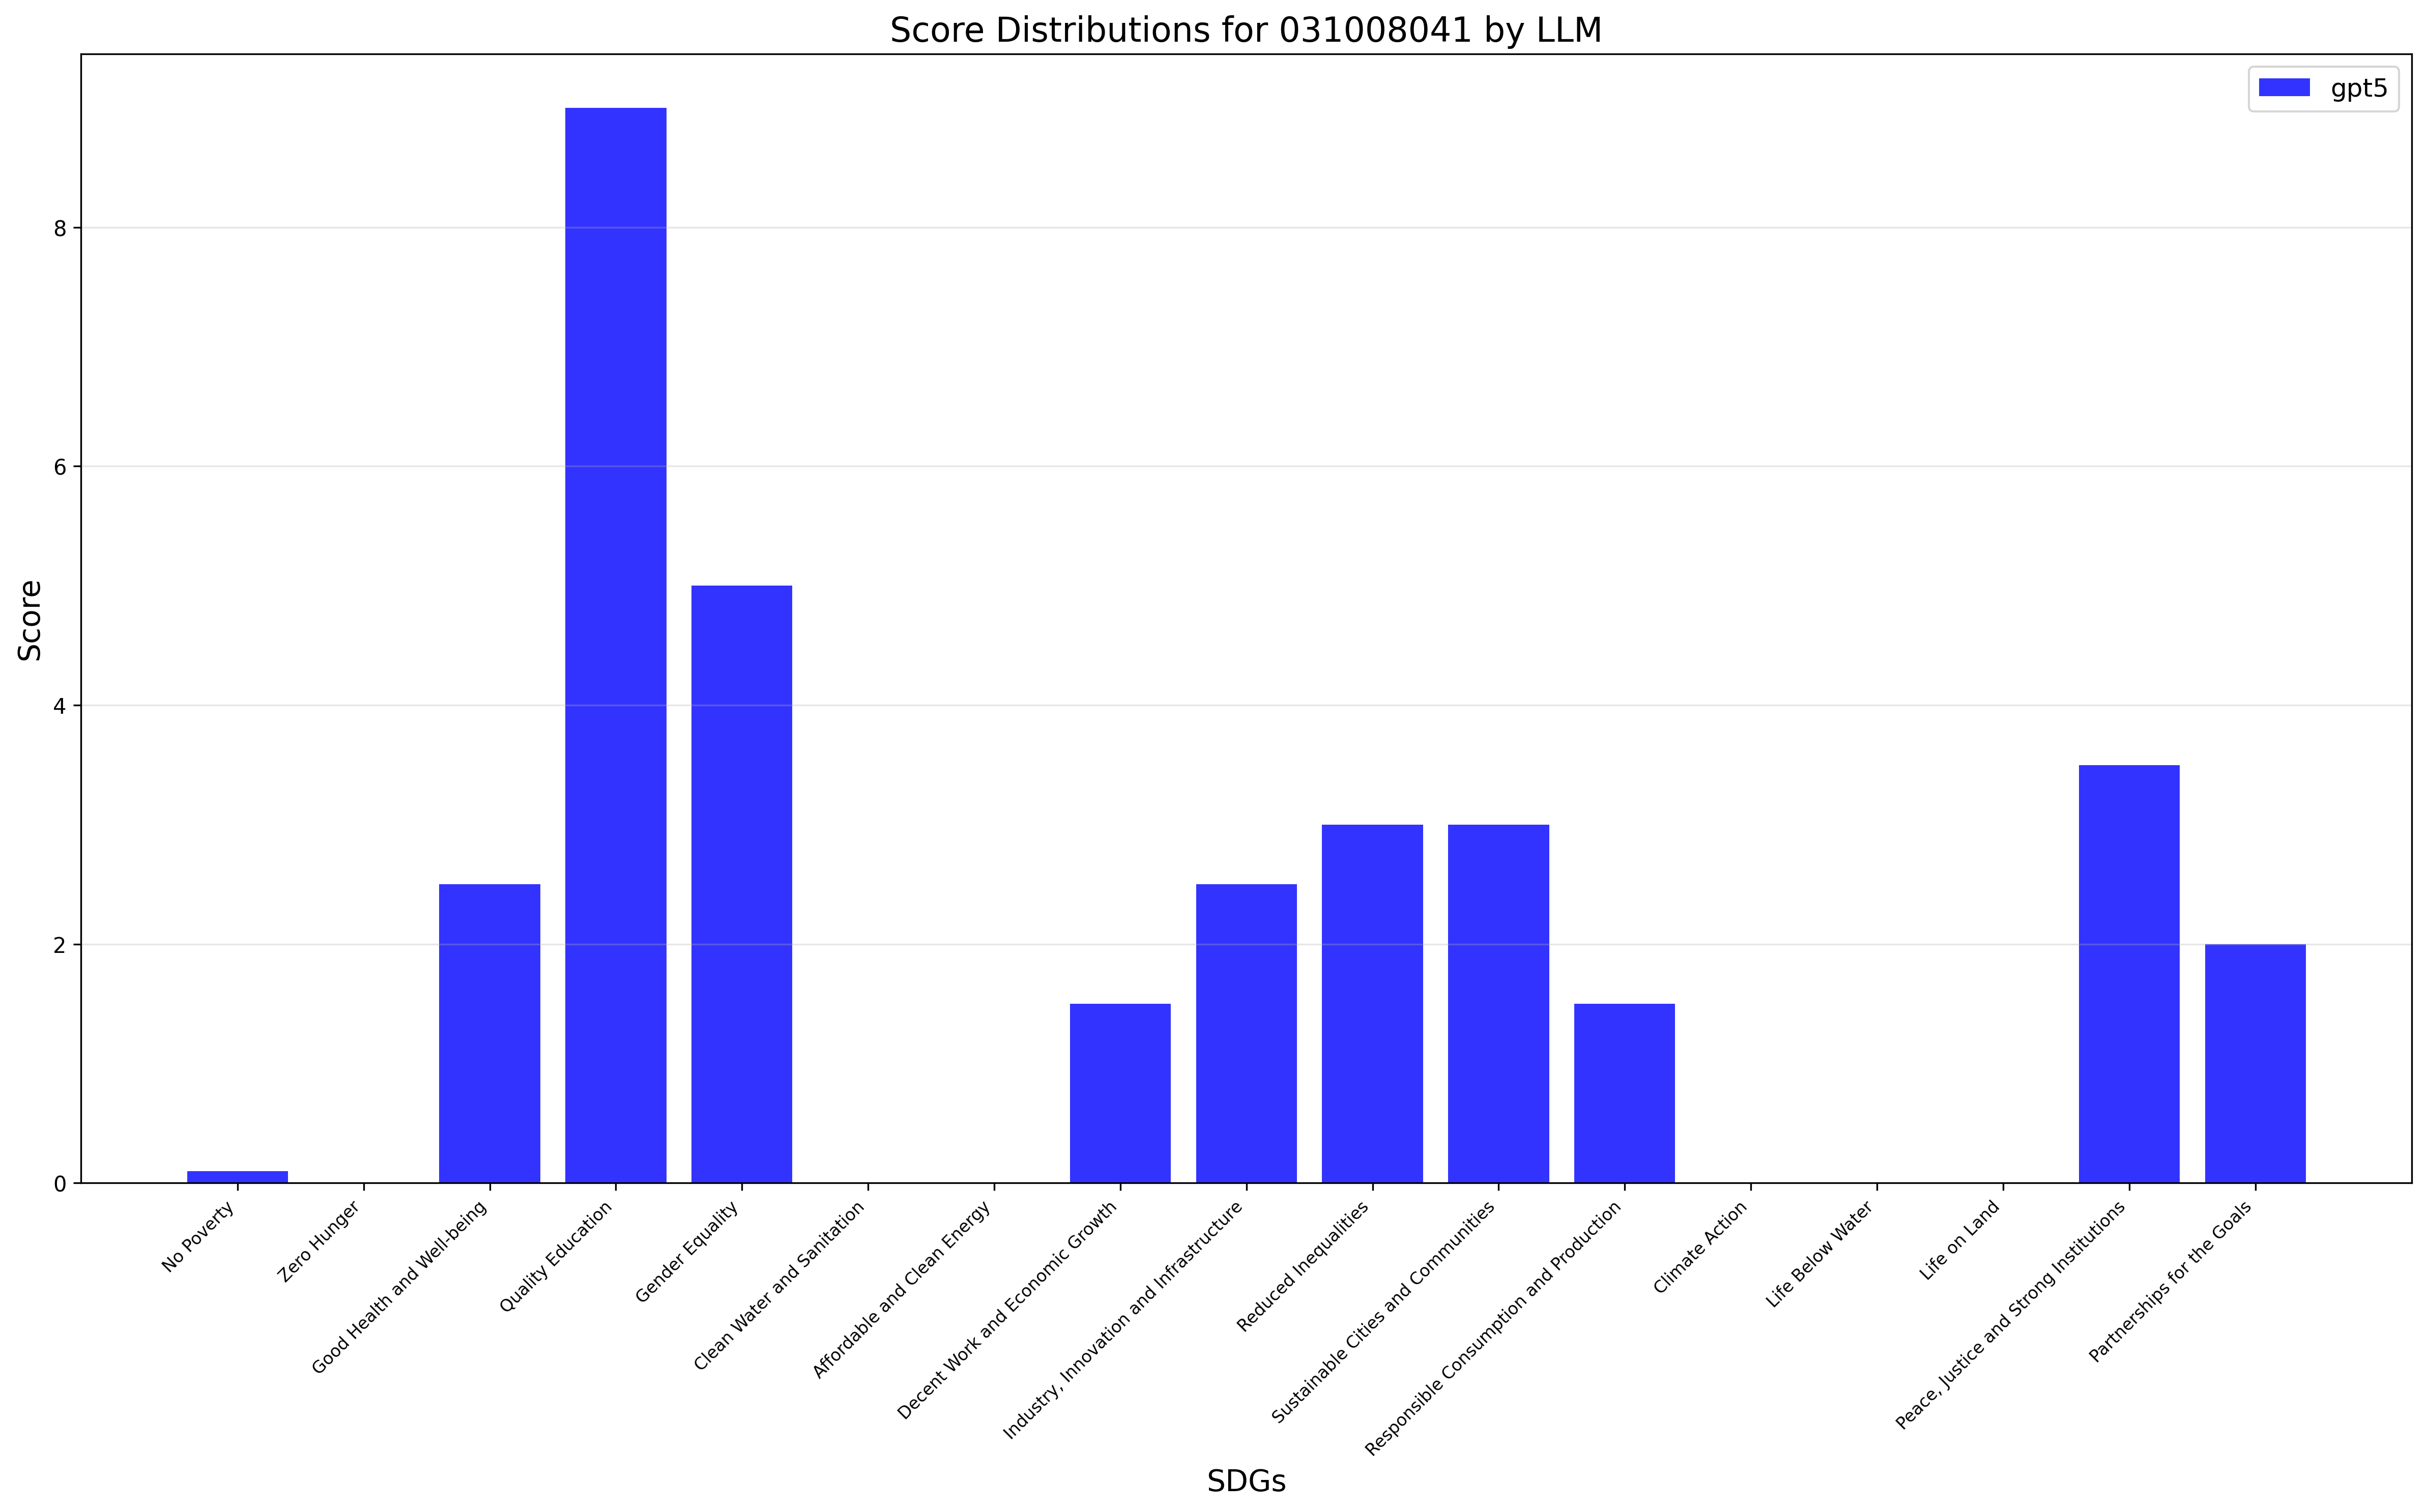 Score Distributions for 031008041 by LLM
gpt5
Score
8
6
4
2
0
No Poverty
Zero Hunger
Good Health and Well-being
Quality Education
Gender Equality
Clean Water and Sanitation
Affordable and Clean Energy
Decent Work and Economic Growth
Industry, Innovation and Infrastructure
Reduced Inequalities
Sustainable Cities and Communities
Responsible Consumption and Production
Climate Action
Life Below Water
Life on Land
Peace, Justice and Strong Institutions
Partnerships for the Goals
SDGs